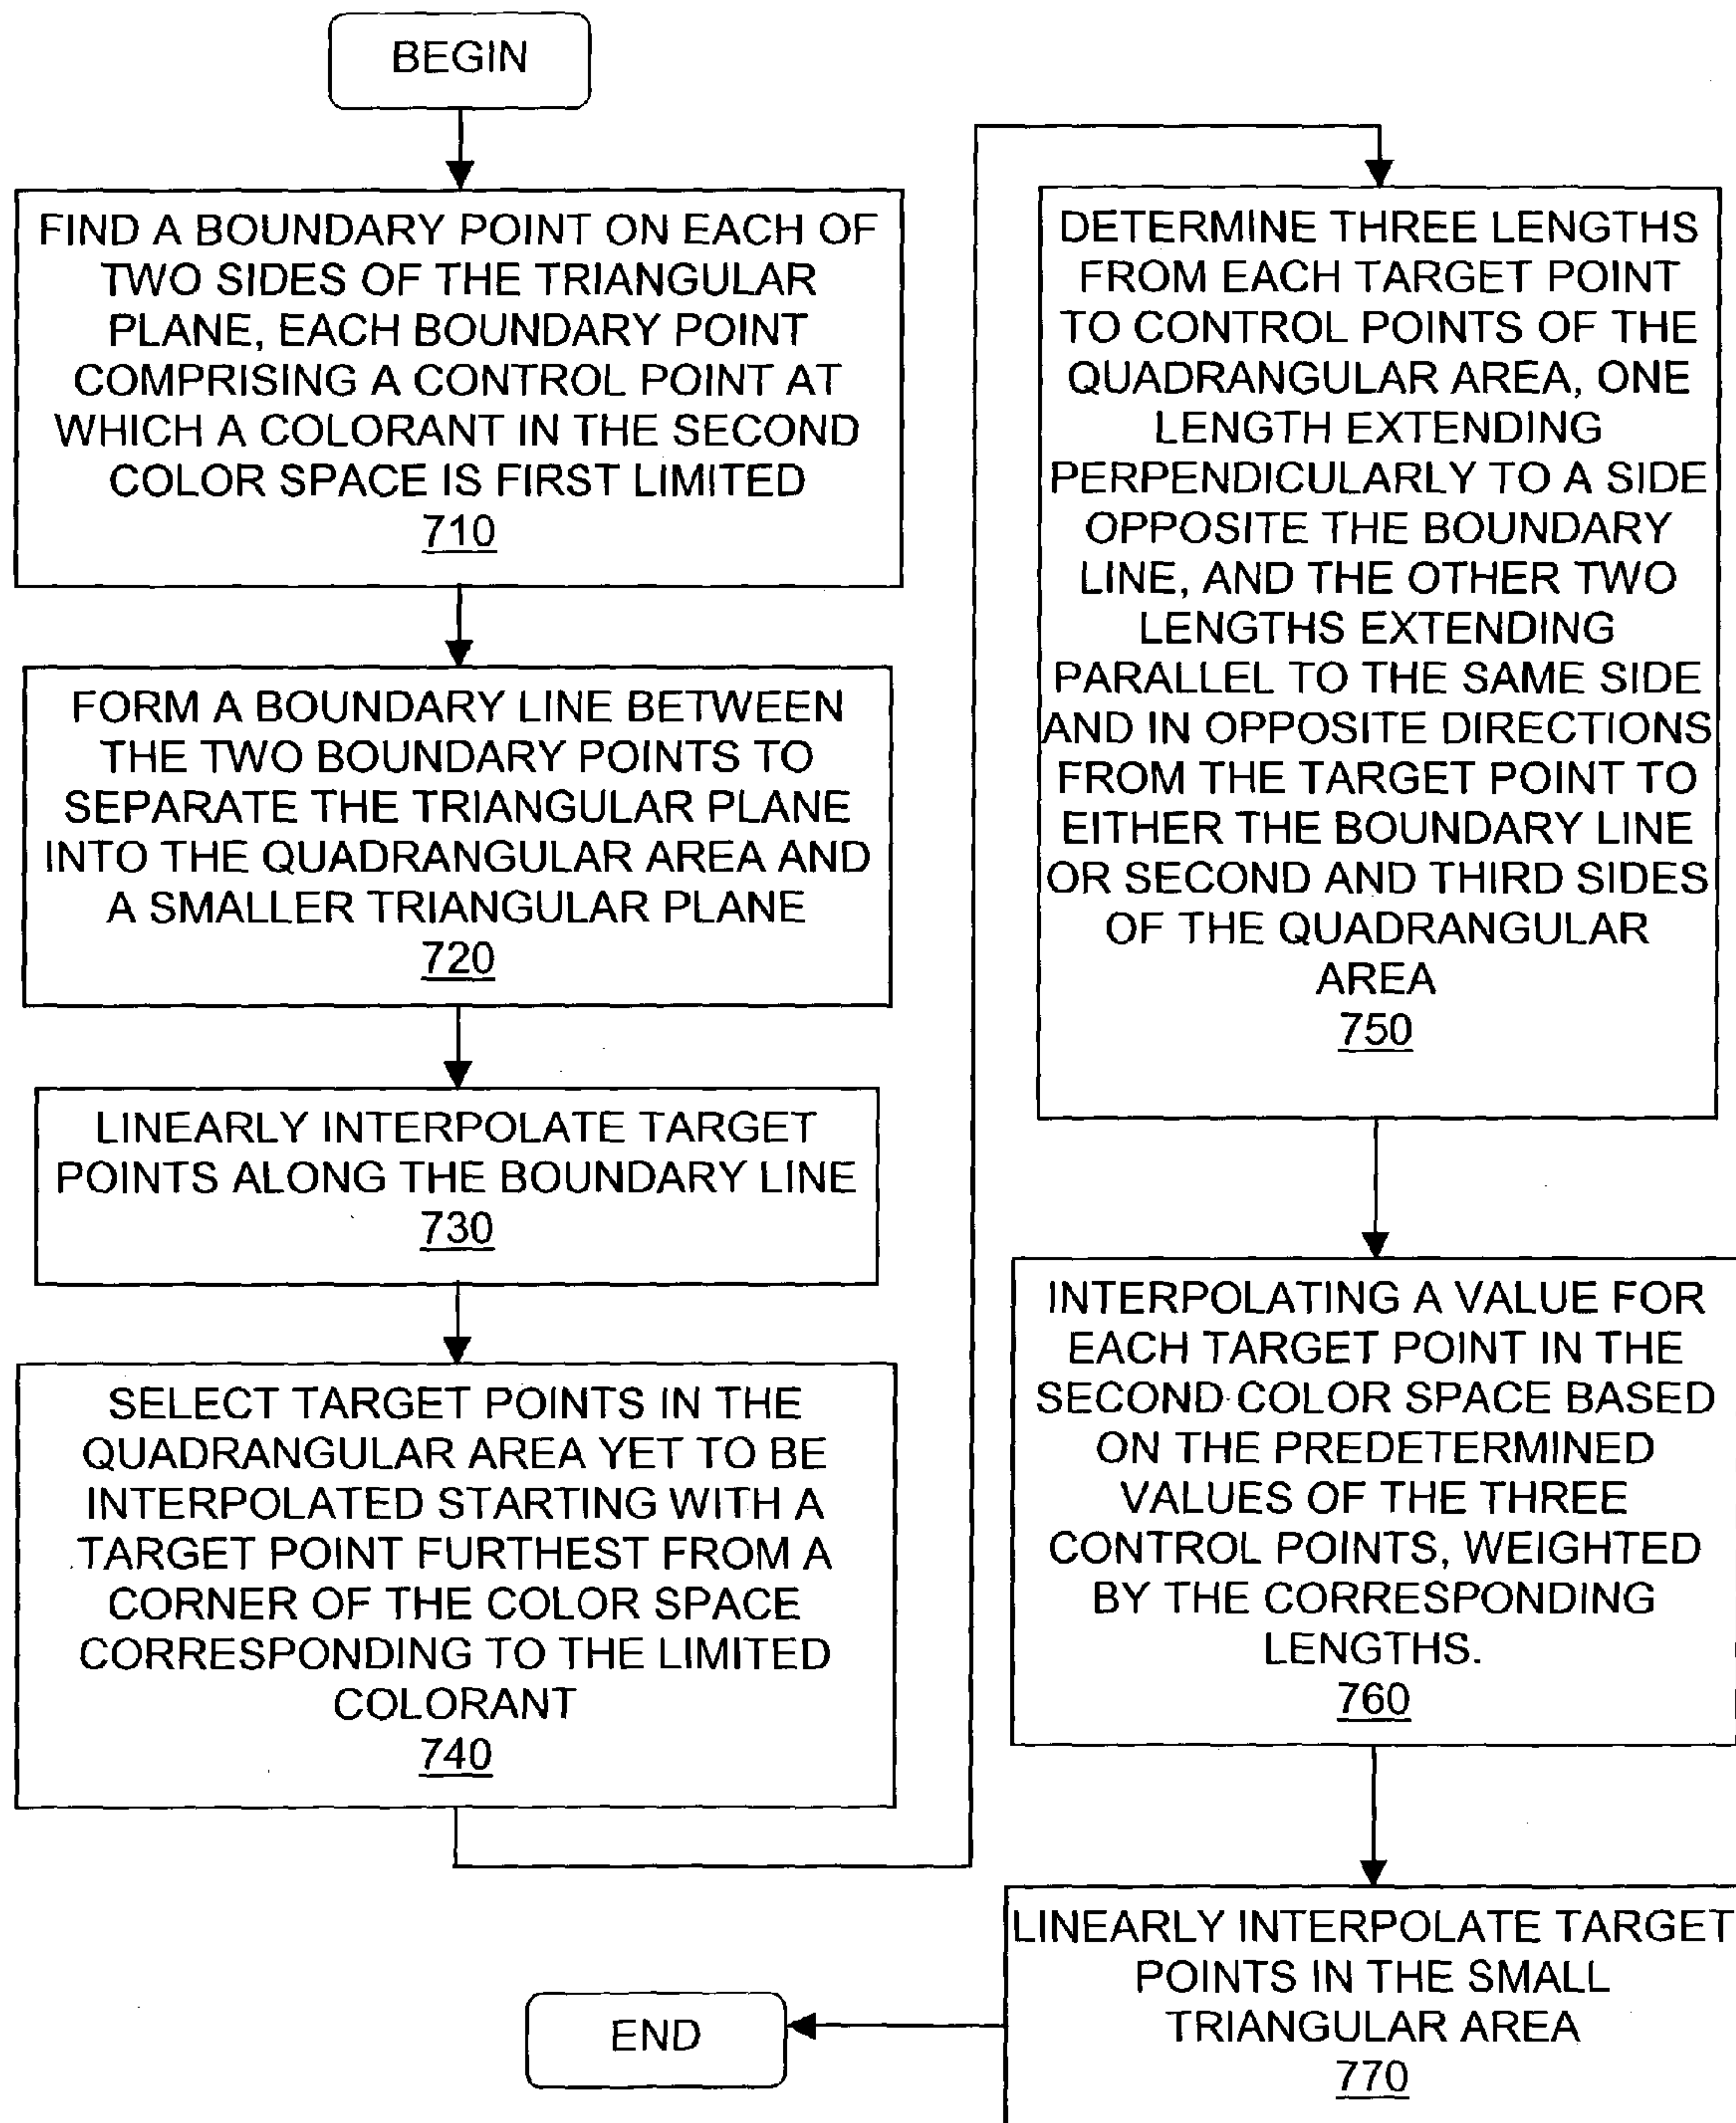 BEGIN
FIND A BOUNDARY POINT ON EACH OF
TWO SIDES OF THE TRIANGULAR
PLANE, EACH BOUNDARY POINT
COMPRISING A CONTROL POINT AT
WHICH A COLORANT IN THE SECOND
COLOR SPACE IS FIRST LIMITED
710
FORM A BOUNDARY LINE BETWEEN
THE TWO BOUNDARY POINTS TO
SEPARATE THE TRIANGULAR PLANE
INTO THE QUADRANGULAR AREA AND
A SMALLER TRIANGULAR PLANE
720
LINEARLY INTERPOLATE TARGET
POINTS ALONG THE BOUNDARY LINE
730
SELECT TARGET POINTS IN THE
QUADRANGULAR AREA YET TO BE
INTERPOLATED STARTING WITH A
TARGET POINT FURTHEST FROM A
CORNER OF THE COLOR SPACE
CORRESPONDING TO THE LIMITED
COLORANT
740
DETERMINE THREE LENGTHS
FROM EACH TARGET POINT
TO CONTROL POINTS OF THE
QUADRANGULAR AREA, ONE
LENGTH EXTENDING
PERPENDICULARLY TO A SIDE
OPPOSITE THE BOUNDARY
LINE, AND THE OTHER TWO
LENGTHS EXTENDING
PARALLEL TO THE SAME SIDE
AND IN OPPOSITE DIRECTIONS
FROM THE TARGET POINT TO
EITHER THE BOUNDARY LINE
OR SECOND AND THIRD SIDES
OF THE QUADRANGULAR
AREA
750
INTERPOLATING A VALUE FOR
EACH TARGET POINT IN THE
SECOND COLOR SPACE BASED
ON THE PREDETERMINED
VALUES OF THE THREE
CONTROL POINTS, WEIGHTED
BY THE CORRESPONDING
LENGTHS.
760
LINEARLY INTERPOLATE TARGET
POINTS IN THE SMALL
TRIANGULAR AREA
770
END